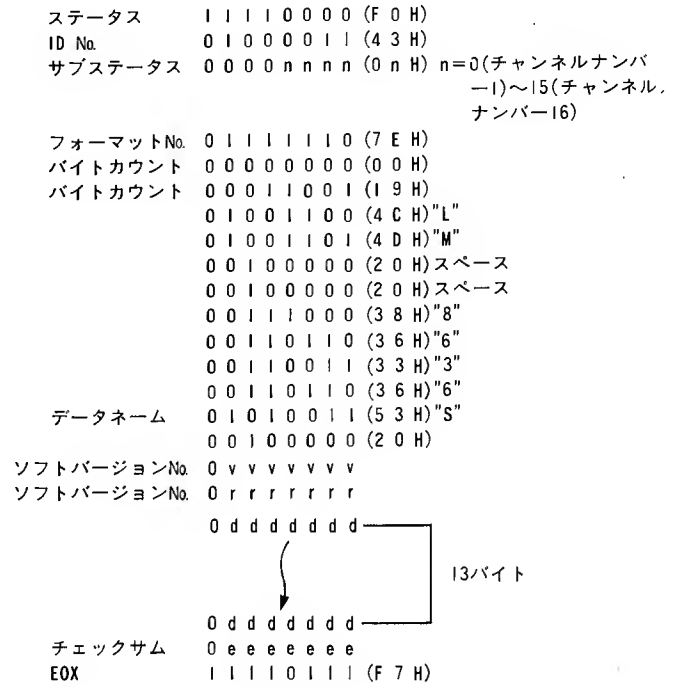 ステータス 11110000 (F0H)
ID No. 01000011 (43H)
サブステータス 0000nnnn (0nH) n=0(チャンネルナンバ
ー1)~15(チャンネル,
ナンバー16)
フォーマットNo. 01111110 (7EH)
バイトカウント 00000000 (00H)
バイトカウント 00011001 (19H)
01001100 (4CH)"L"
01001101 (4DH)"M"
00100000 (20H)スペース
00100000 (20H)スペース
00111000 (38H)"8"
00110110 (36H)"6"
00110011 (33H)"3"
00110110 (36H)"6"
データネーム 01010011 (53H)"S"
00100000 (20H)
ソフトバージョンNo. 0vvvvvvv
ソフトバージョンNo. 0rrrrrrr
0ddddddd
13バイト
0ddddddd
チェックサム 0eeeeeee
EOX 11110111 (F7H)